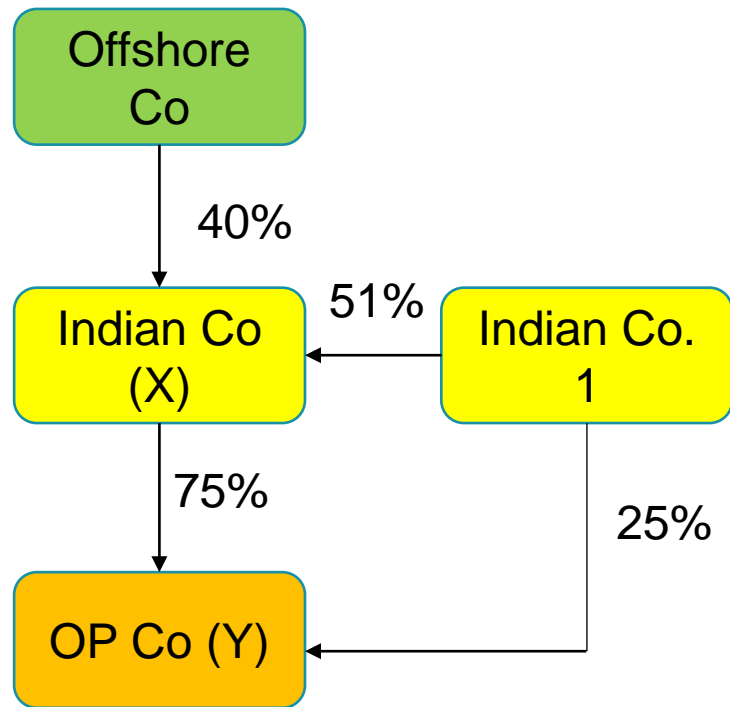 Offshore
Co
40%
51%
Indian Co
(X)
Indian Co.
1
75%
25%
OP Co (Y)